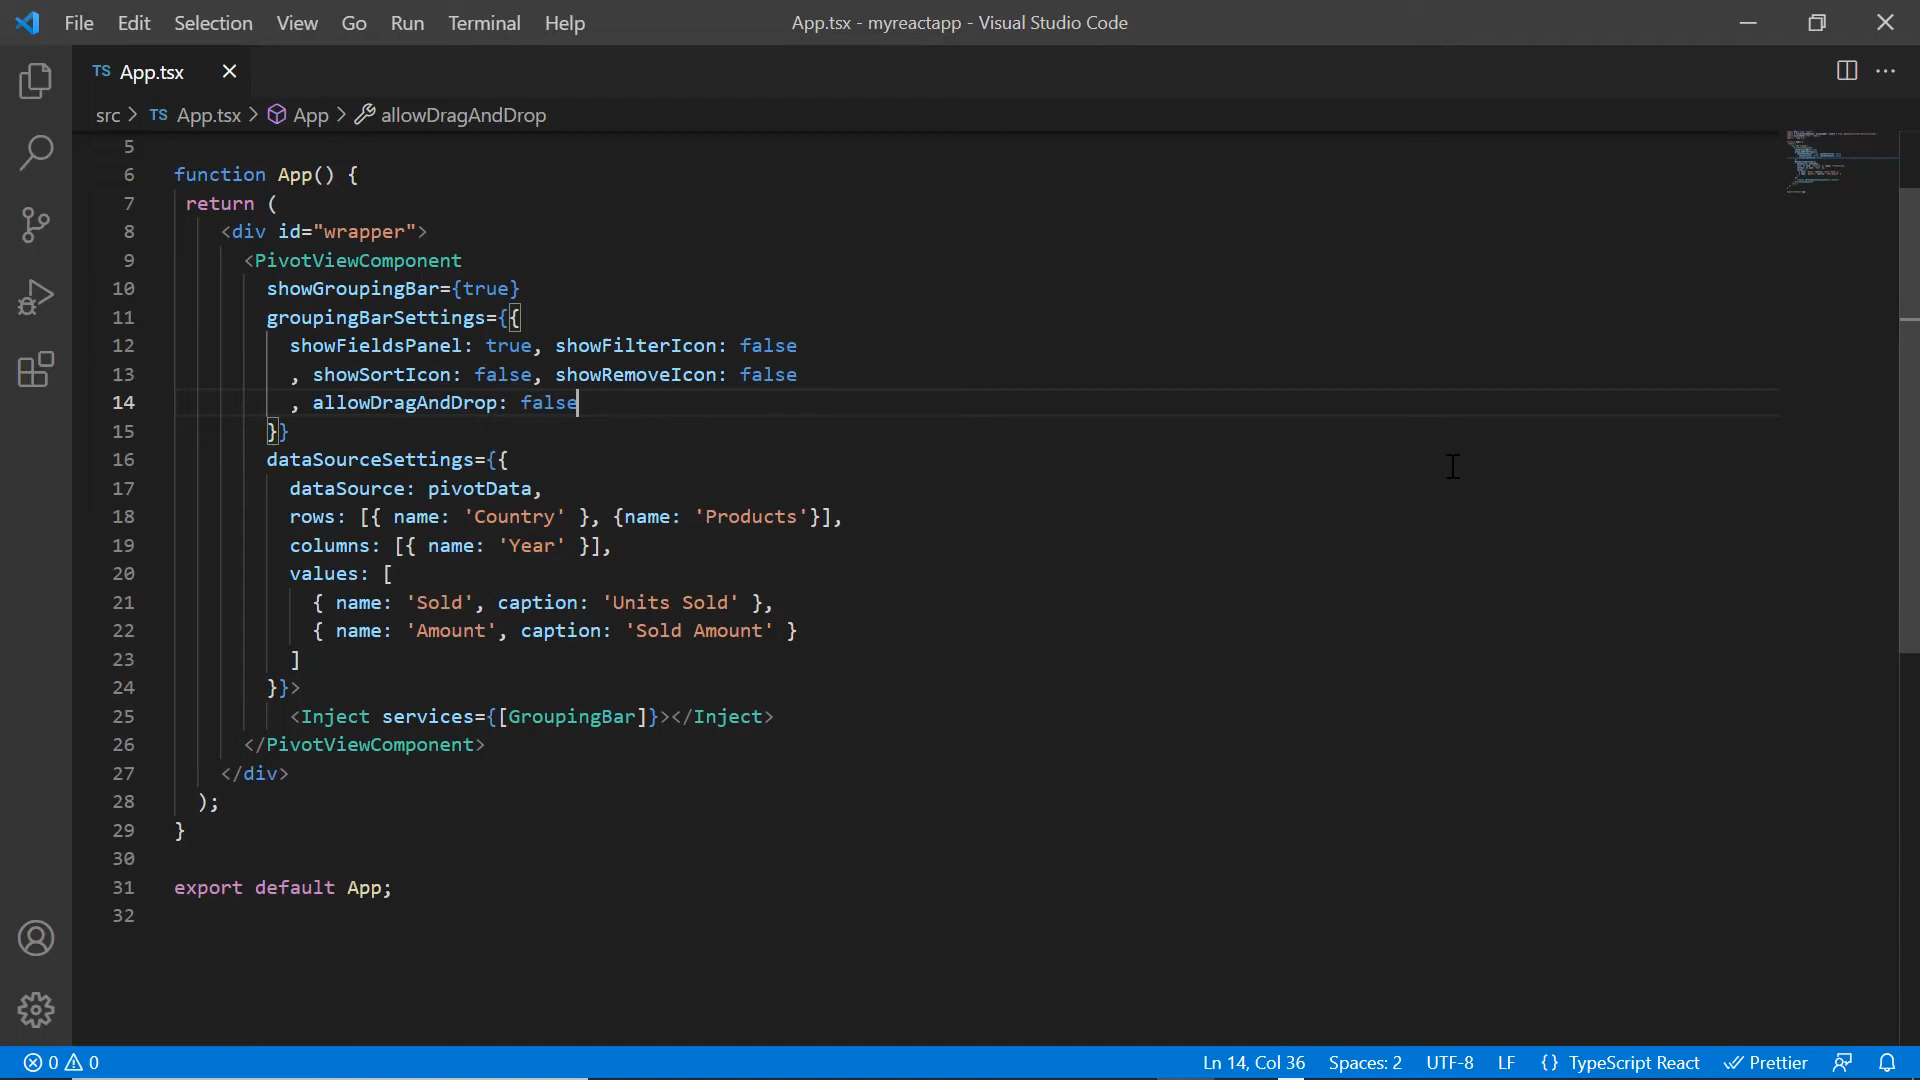 File Edit Selection View Go Run Terminal Help
App.tsx - myreactapp - Visual Studio Code
TS App.tsx
src > TS App.tsx > App > allowDragAndDrop
5
6 function App() {
7 return (
8 <div id="wrapper">
9 <PivotViewComponent
10 showGroupingBar={true}
11 groupingBarSettings={{
12 showFieldsPanel: true, showFilterIcon: false
13 , showSortIcon: false, showRemoveIcon: false
14 , allowDragAndDrop: false
15 }}
16 dataSourceSettings={{
17 dataSource: pivotData,
18 rows: [{ name: 'Country' }, {name: 'Products'}],
19 columns: [{ name: 'Year' }],
20 values: [
21 { name: 'Sold', caption: 'Units Sold' },
22 { name: 'Amount', caption: 'Sold Amount' }
23 ]
24 }}>
25 <Inject services={[GroupingBar]}></Inject>
26 </PivotViewComponent>
27 </div>
28 );
29 }
30
31 export default App;
32
0 0 Ln 14, Col 36 Spaces: 2 UTF-8 LF {} TypeScript React Prettier